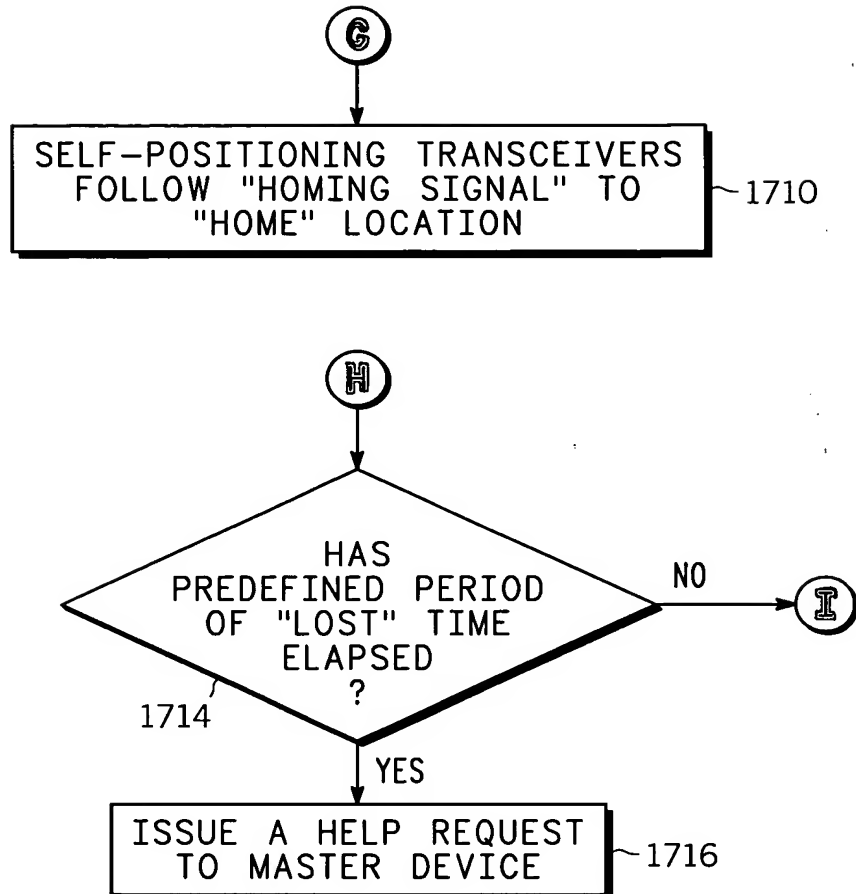 G
SELF-POSITIONING TRANSCEIVERS
FOLLOW "HOMING SIGNAL" TO
"HOME" LOCATION
1710
H
HAS
PREDEFINED PERIOD
OF "LOST" TIME
ELAPSED
?
NO
I
1714
YES
ISSUE A HELP REQUEST
TO MASTER DEVICE
1716